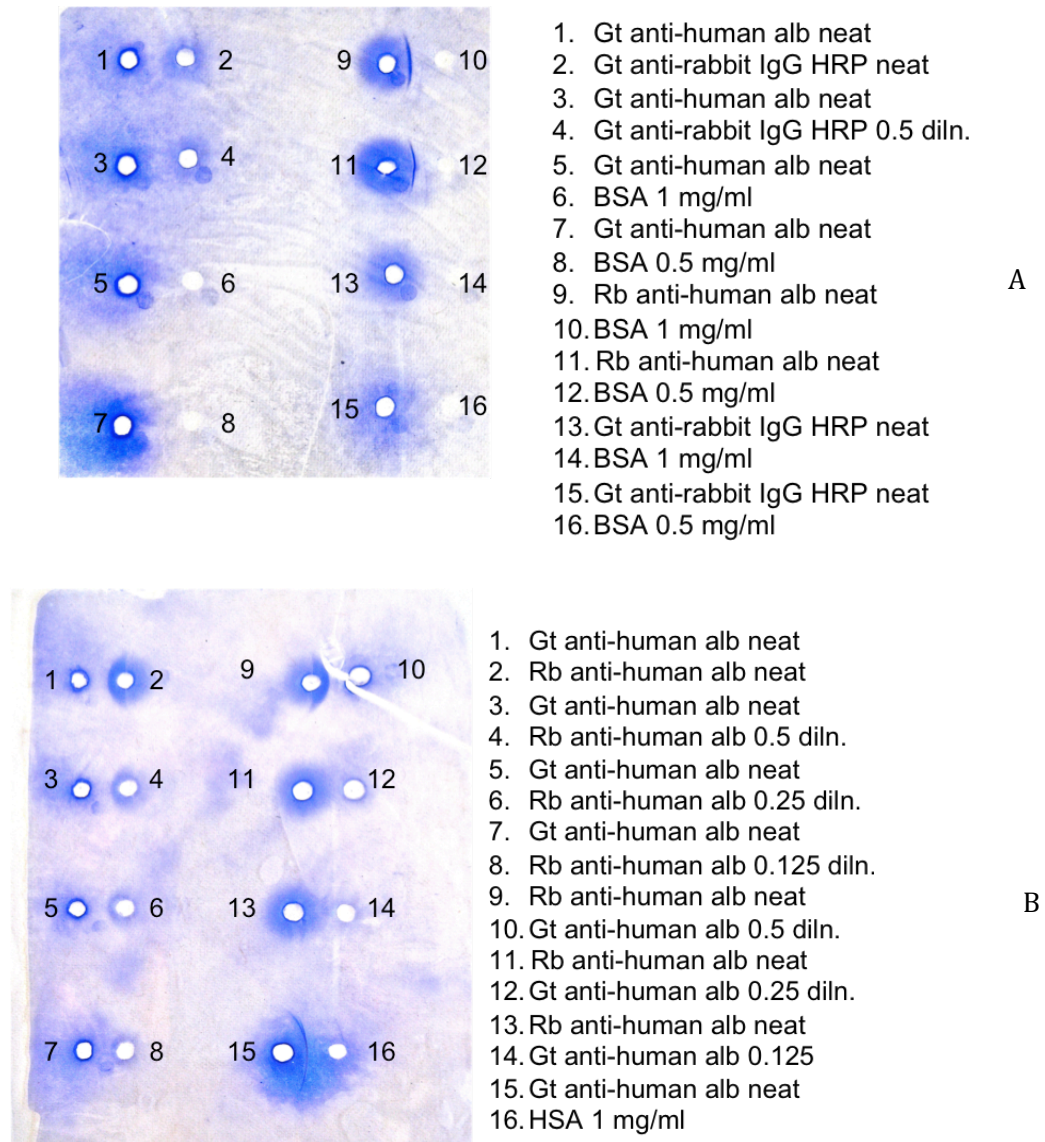 1 2 9 10
3 4 11 12
5 6 13 14
7 8 15 16
1. Gt anti-human alb neat
2. Gt anti-rabbit IgG HRP neat
3. Gt anti-human alb neat
4. Gt anti-rabbit IgG HRP 0.5 diln.
5. Gt anti-human alb neat
6. BSA 1 mg/ml
7. Gt anti-human alb neat
8. BSA 0.5 mg/ml
9. Rb anti-human alb neat
10. BSA 1 mg/ml
11. Rb anti-human alb neat
12. BSA 0.5 mg/ml
13. Gt anti-rabbit IgG HRP neat
14. BSA 1 mg/ml
15. Gt anti-rabbit IgG HRP neat
16. BSA 0.5 mg/ml
A
1 2 9 10
3 4 11 12
5 6 13 14
7 8 15 16
1. Gt anti-human alb neat
2. Rb anti-human alb neat
3. Gt anti-human alb neat
4. Rb anti-human alb 0.5 diln.
5. Gt anti-human alb neat
6. Rb anti-human alb 0.25 diln.
7. Gt anti-human alb neat
8. Rb anti-human alb 0.125 diln.
9. Rb anti-human alb neat
10. Gt anti-human alb 0.5 diln.
11. Rb anti-human alb neat
12. Gt anti-human alb 0.25 diln.
13. Rb anti-human alb neat
14. Gt anti-human alb 0.125
15. Gt anti-human alb neat
16. HSA 1 mg/ml
B